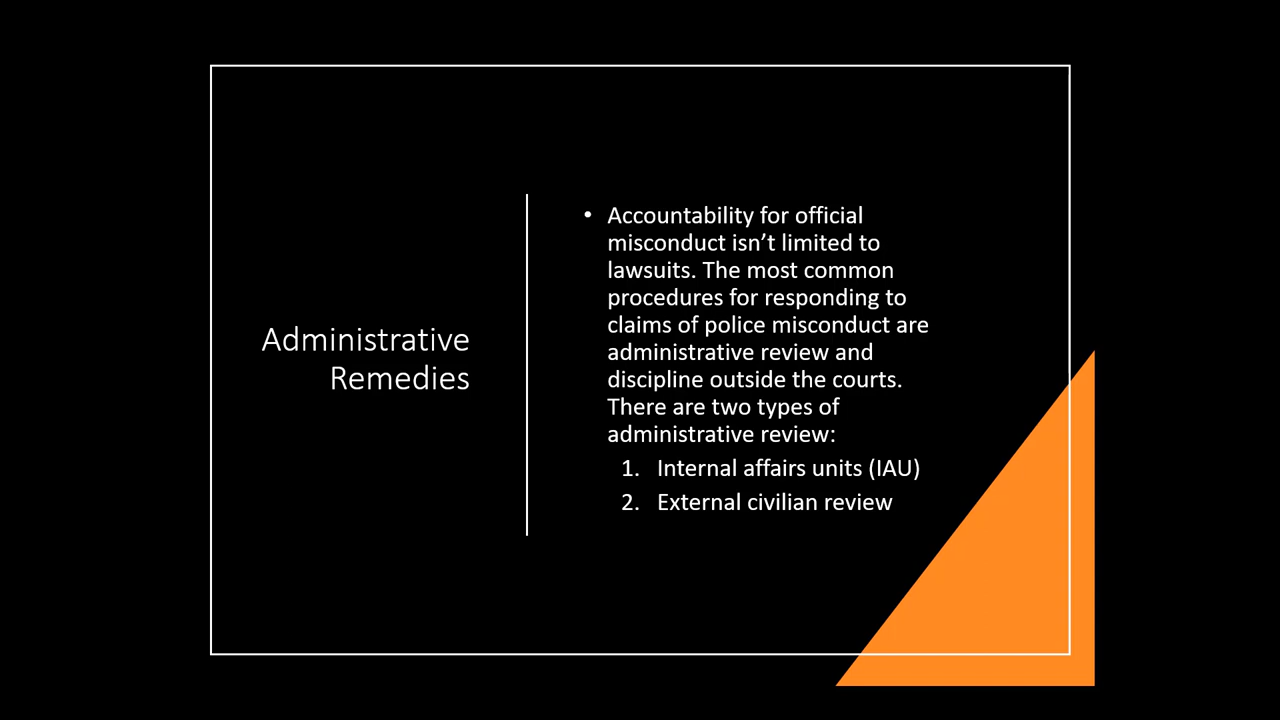 Administrative
Remedies
• Accountability for official
misconduct isn’t limited to
lawsuits. The most common
procedures for responding to
claims of police misconduct are
administrative review and
discipline outside the courts.
There are two types of
administrative review:
1. Internal affairs units (IAU)
2. External civilian review